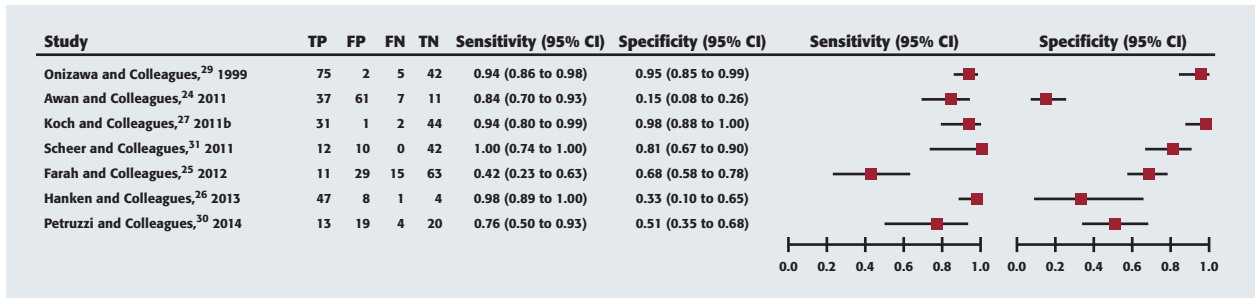 Study TP FP FN TN Sensitivity (95% CI) Specificity (95% CI) Sensitivity (95% CI) Specificity (95% CI)
Onizawa and Colleagues,29 1999 75 2 5 42 0.94 (0.86 to 0.98) 0.95 (0.85 to 0.99)
Awan and Colleagues,24 2011 37 61 7 11 0.84 (0.70 to 0.93) 0.15 (0.08 to 0.26)
Koch and Colleagues,27 2011b 31 1 2 44 0.94 (0.80 to 0.99) 0.98 (0.88 to 1.00)
Scheer and Colleagues,31 2011 12 10 0 42 1.00 (0.74 to 1.00) 0.81 (0.67 to 0.90)
Farah and Colleagues,25 2012 11 29 15 63 0.42 (0.23 to 0.63) 0.68 (0.58 to 0.78)
Hanken and Colleagues,26 2013 47 8 1 4 0.98 (0.89 to 1.00) 0.33 (0.10 to 0.65)
Petruzzi and Colleagues,30 2014 13 19 4 20 0.76 (0.50 to 0.93) 0.51 (0.35 to 0.68)
0.0 0.2 0.4 0.6 0.8 1.0 0.0 0.2 0.4 0.6 0.8 1.0